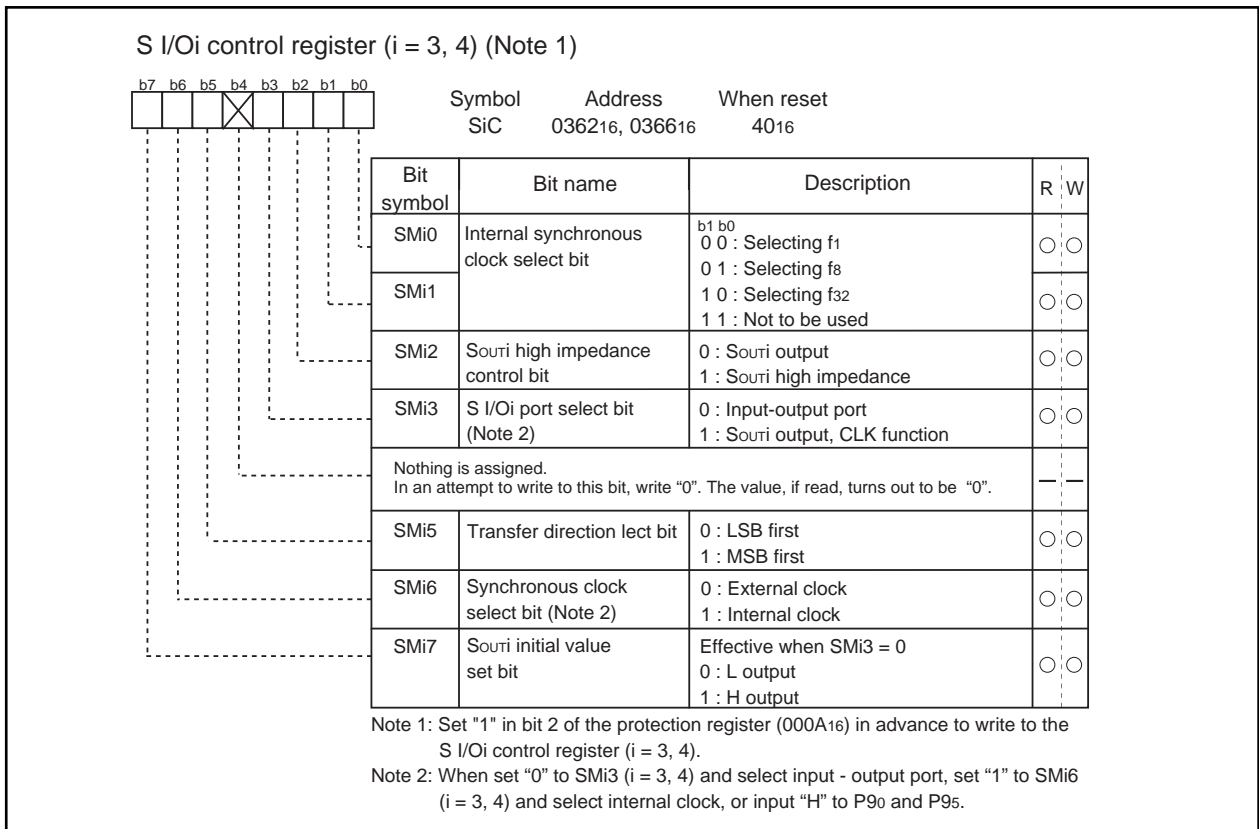 S I/Oi control register (i = 3, 4) (Note 1)
b7 b6 b5 b4 b3 b2 b1 b0
Symbol Address When reset
SiC 036216, 036616 4016
Bit symbol Bit name Description R W
SMi0 Internal synchronous clock select bit
b1 b0
0 0 : Selecting f1
0 1 : Selecting f8
SMi1
1 0 : Selecting f32
1 1 : Not to be used
SMi2 SOUTi high impedance control bit
0 : SOUTi output
1 : SOUTi high impedance
SMi3 S I/Oi port select bit (Note 2)
0 : Input-output port
1 : SOUTi output, CLK function
Nothing is assigned.
In an attempt to write to this bit, write “0”. The value, if read, turns out to be “0”.
SMi5 Transfer direction lect bit
0 : LSB first
1 : MSB first
SMi6 Synchronous clock select bit (Note 2)
0 : External clock
1 : Internal clock
SMi7 SOUTi initial value set bit
Effective when SMi3 = 0
0 : L output
1 : H output
Note 1: Set "1" in bit 2 of the protection register (000A16) in advance to write to the
S I/Oi control register (i = 3, 4).
Note 2: When set “0” to SMi3 (i = 3, 4) and select input - output port, set “1” to SMi6
(i = 3, 4) and select internal clock, or input “H” to P90 and P95.